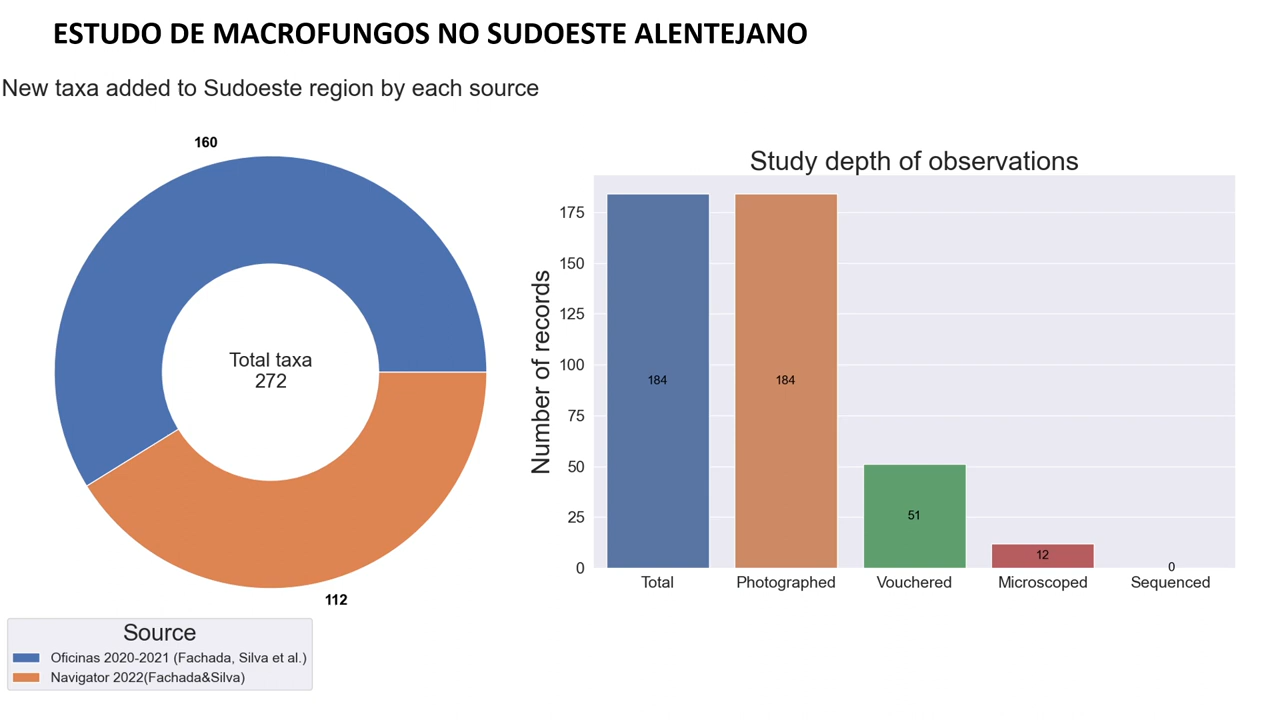 ESTUDO DE MACROFUNGOS NO SUDOESTE ALENTEJANO
New taxa added to Sudoeste region by each source
160
Total taxa
272
112
Source
Oficinas 2020-2021 (Fachada, Silva et al.)
Navigator 2022(Fachada&Silva)
Study depth of observations
Number of records
175
150
125
100
75
50
25
0
184
184
51
12
0
Total
Photographed
Vouchered
Microscoped
Sequenced